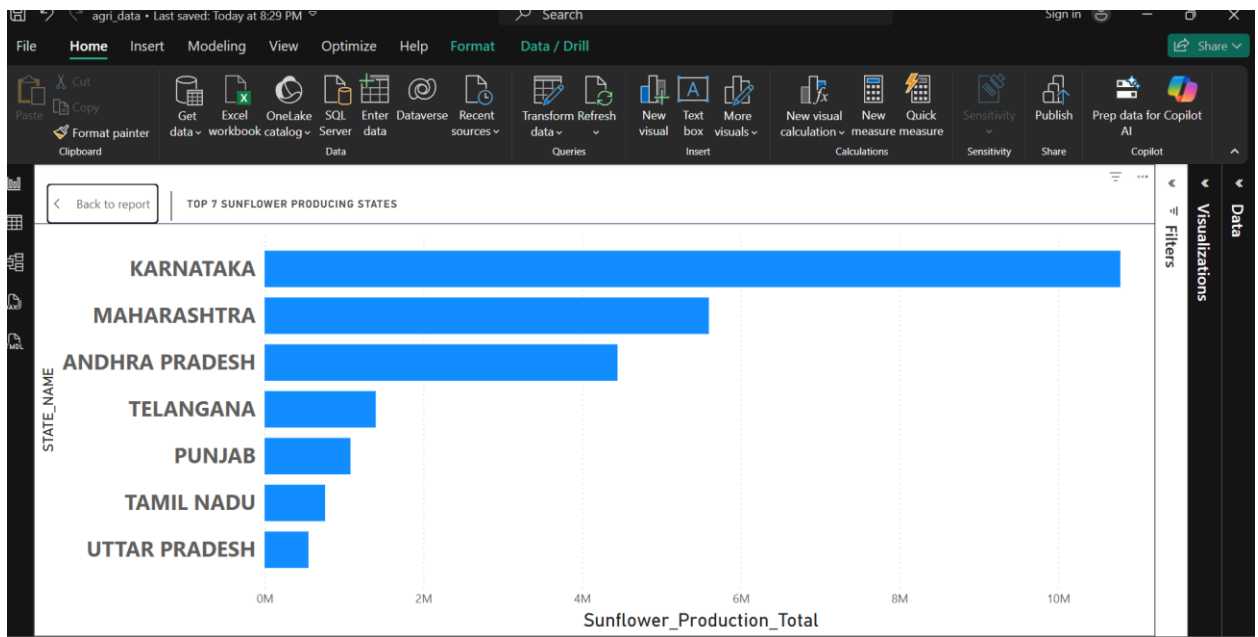 agri_data • Last saved: Today at 8:29 PM
Search
Sign in
File Home Insert Modeling View Optimize Help Format Data / Drill
Share
Paste
Cut
Copy
Format painter
Clipboard
Get data
Excel workbook
OneLake catalog
SQL Server
Enter data
Dataverse
Recent sources
Data
Transform data
Refresh
Queries
New visual
Text box
More visuals
Insert
New visual calculation
New measure
Quick measure
Calculations
Sensitivity
Sensitivity
Publish
Share
Prep data for AI
Copilot
Copilot
Back to report
TOP 7 SUNFLOWER PRODUCING STATES
Filters
Visualizations
Data
STATE_NAME
KARNATAKA
MAHARASHTRA
ANDHRA PRADESH
TELANGANA
PUNJAB
TAMIL NADU
UTTAR PRADESH
0M 2M 4M 6M 8M 10M
Sunflower_Production_Total